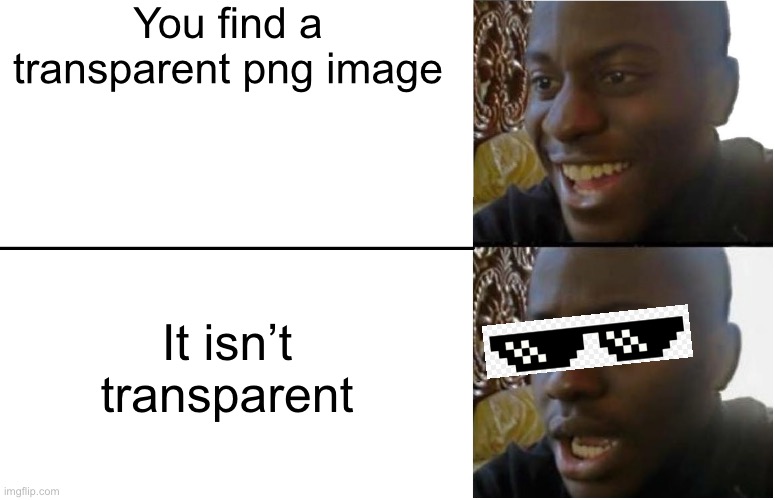 You find a
transparent png image
It isn’t
transparent
imgflip.com